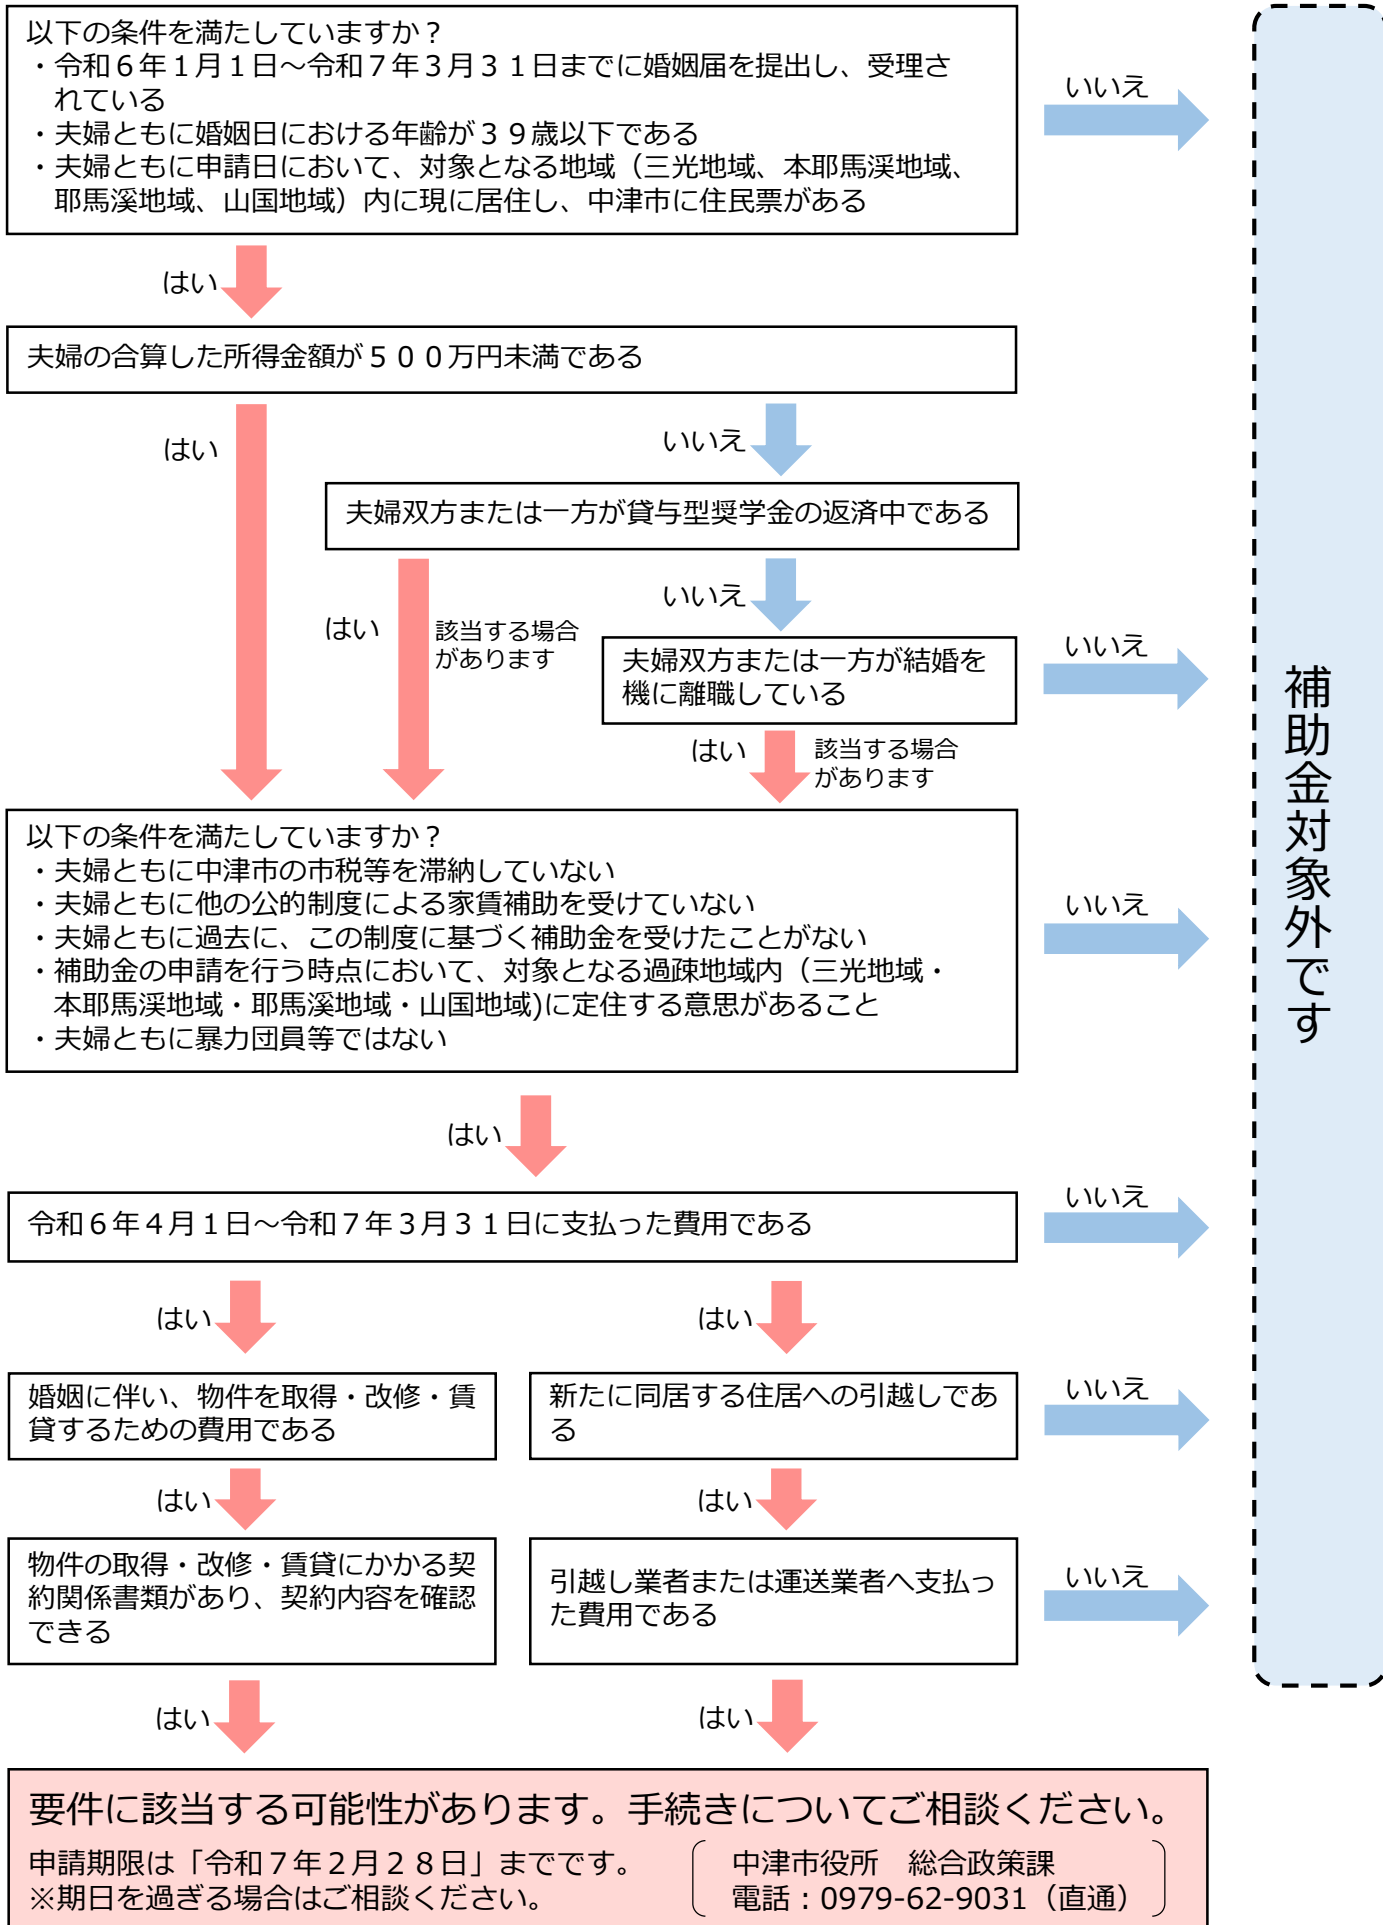 以下の条件を満たしていますか？
・令和６年１月１日～令和７年３月３１日までに婚姻届を提出し、受理さ
れている
・夫婦ともに婚姻日における年齢が３９歳以下である
・夫婦ともに申請日において、対象となる地域（三光地域、本耶馬渓地域、
耶馬溪地域、山国地域）内に現に居住し、中津市に住民票がある
いいえ
はい
夫婦の合算した所得金額が５００万円未満である
はい
いいえ
夫婦双方または一方が貸与型奨学金の返済中である
いいえ
はい
該当する場合
があります
夫婦双方または一方が結婚を
機に離職している
いいえ
はい
該当する場合
があります
以下の条件を満たしていますか？
・夫婦ともに中津市の市税等を滞納していない
・夫婦ともに他の公的制度による家賃補助を受けていない
・夫婦ともに過去に、この制度に基づく補助金を受けたことがない
・補助金の申請を行う時点において、対象となる過疎地域内（三光地域・
本耶馬渓地域・耶馬溪地域・山国地域)に定住する意思があること
・夫婦ともに暴力団員等ではない
いいえ
はい
令和６年４月１日～令和７年３月３１日に支払った費用である
いいえ
はい
はい
婚姻に伴い、物件を取得・改修・賃
貸するための費用である
新たに同居する住居への引越しであ
る
いいえ
はい
はい
物件の取得・改修・賃貸にかかる契
約関係書類があり、契約内容を確認
できる
引越し業者または運送業者へ支払っ
た費用である
いいえ
はい
はい
補助金対象外です
要件に該当する可能性があります。手続きについてご相談ください。
申請期限は「令和７年２月２８日」までです。
※期日を過ぎる場合はご相談ください。
中津市役所　総合政策課
電話：0979-62-9031（直通）